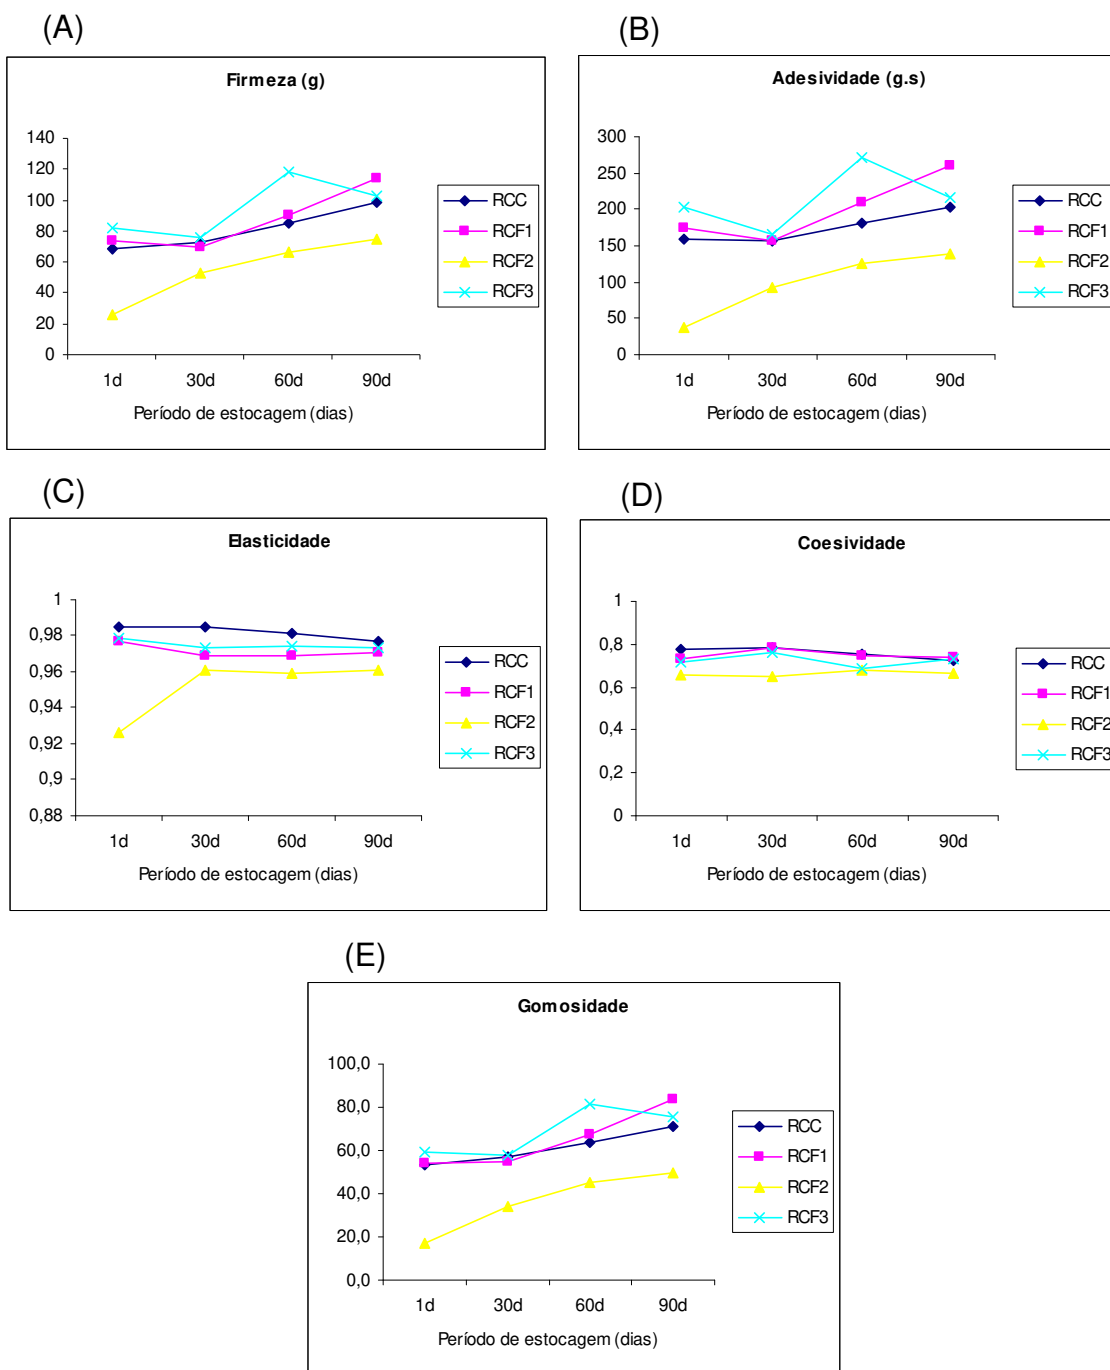 (A)
Firmeza (g)
140
120
100
80
60
40
20
0
1d 30d 60d 90d
Período de estocagem (dias)
RCC
RCF1
RCF2
RCF3
(B)
Adesividade (g.s)
300
250
200
150
100
50
0
1d 30d 60d 90d
Período de estocagem (dias)
RCC
RCF1
RCF2
RCF3
(C)
Elasticidade
1
0,98
0,96
0,94
0,92
0,9
0,88
1d 30d 60d 90d
Período de estocagem (dias)
RCC
RCF1
RCF2
RCF3
(D)
Coesividade
1
0,8
0,6
0,4
0,2
0
1d 30d 60d 90d
Período de estocagem (dias)
RCC
RCF1
RCF2
RCF3
(E)
Gomosidade
100,0
80,0
60,0
40,0
20,0
0,0
1d 30d 60d 90d
Período de estocagem (dias)
RCC
RCF1
RCF2
RCF3